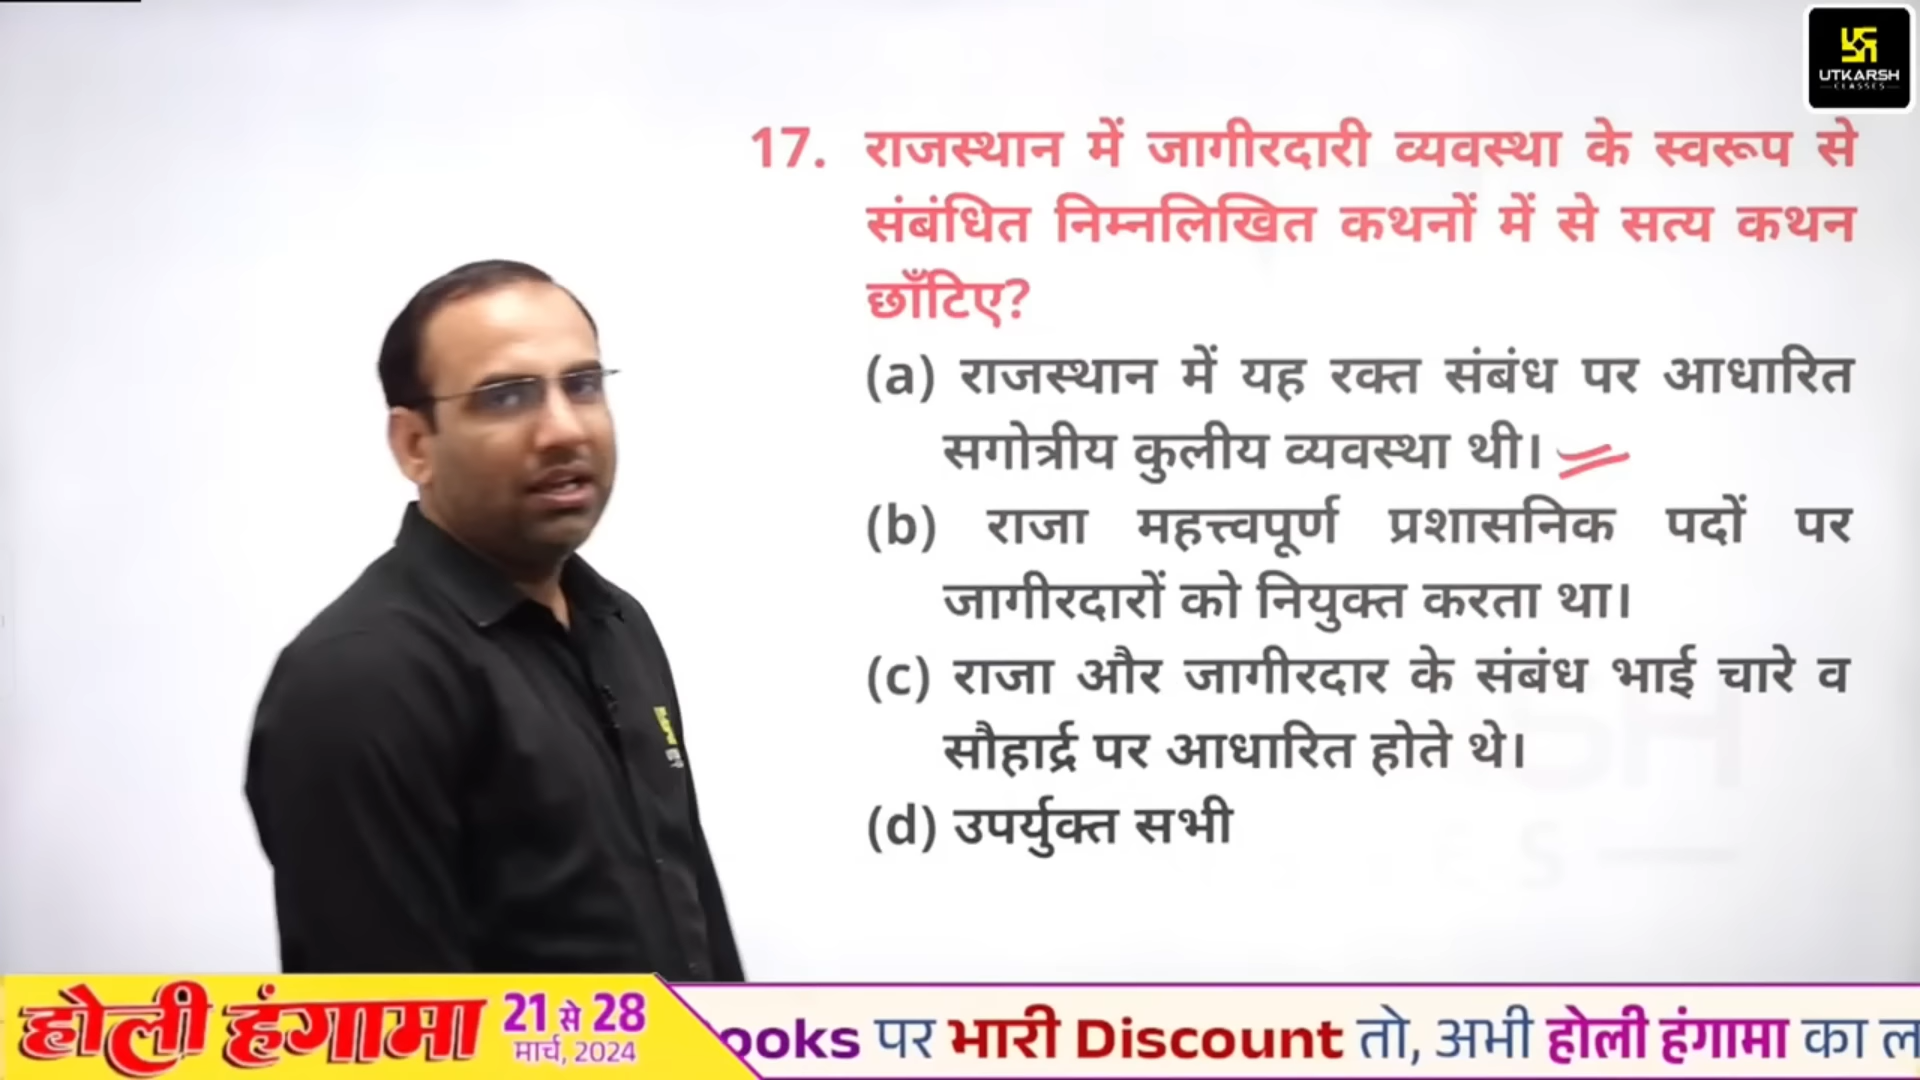 UTKARSH
CLASSES
17. राजस्थान में जागीरदारी व्यवस्था के स्वरूप से
संबंधित निम्नलिखित कथनों में से सत्य कथन
छाँटिए?
(a) राजस्थान में यह रक्त संबंध पर आधारित
सगोत्रीय कुलीय व्यवस्था थी।
(b) राजा महत्त्वपूर्ण प्रशासनिक पदों पर
जागीरदारों को नियुक्त करता था।
(c) राजा और जागीरदार के संबंध भाई चारे व
सौहार्द्र पर आधारित होते थे।
(d) उपर्युक्त सभी
होली हंगामा 21 से 28
मार्च, 2024
ooks पर भारी Discount तो, अभी होली हंगामा का ल